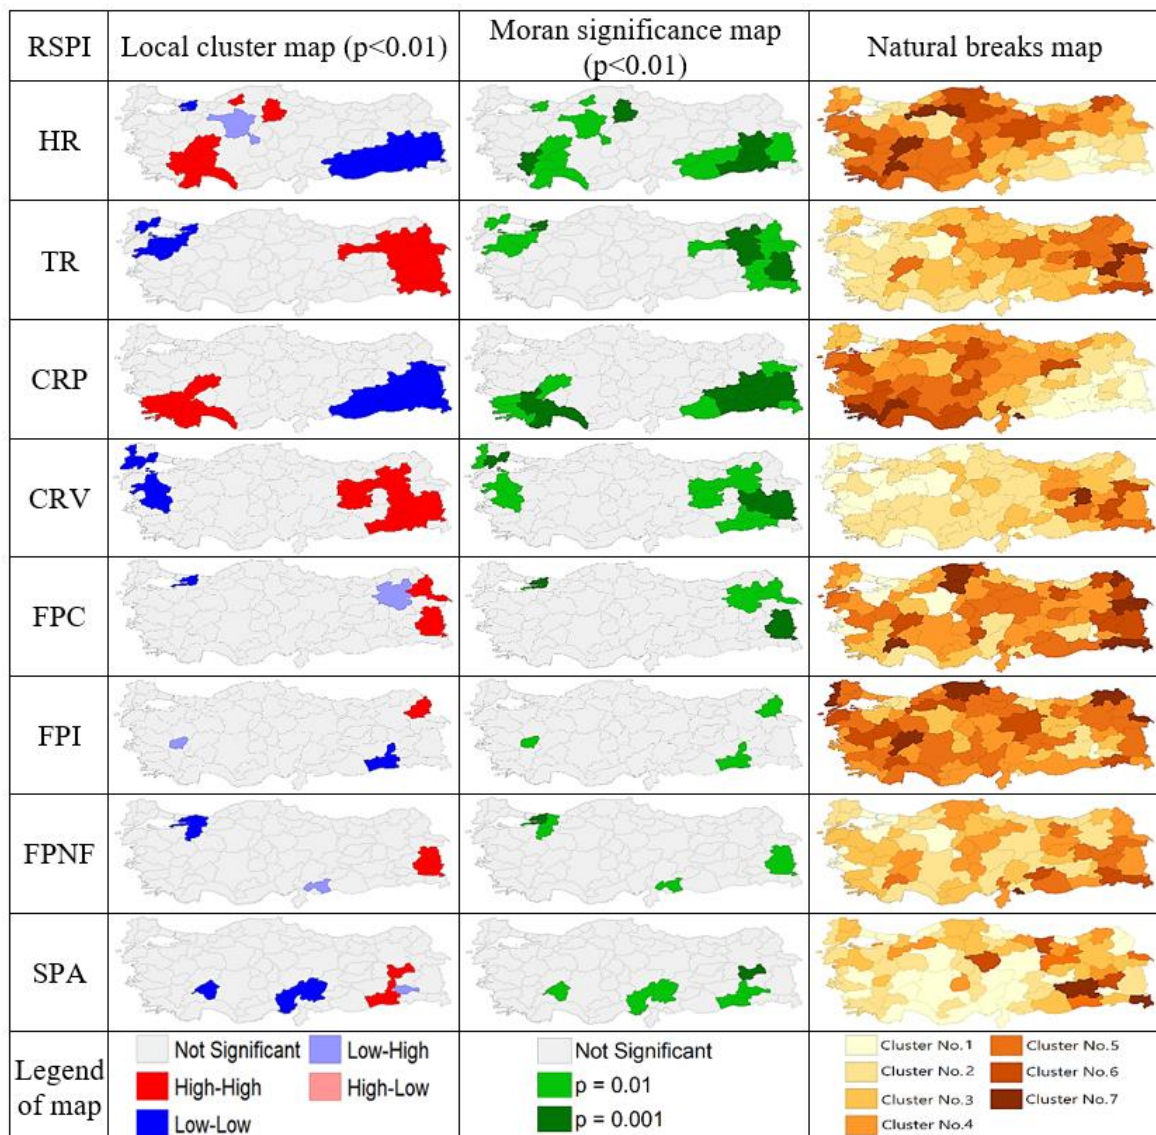 RSPI
Local cluster map (p<0.01)
Moran significance map
(p<0.01)
Natural breaks map
HR
TR
CRP
CRV
FPC
FPI
FPNF
SPA
Legend
of map
Not Significant
High-High
Low-Low
Low-High
High-Low
Not Significant
p = 0.01
p = 0.001
Cluster No.1
Cluster No.2
Cluster No.3
Cluster No.4
Cluster No.5
Cluster No.6
Cluster No.7